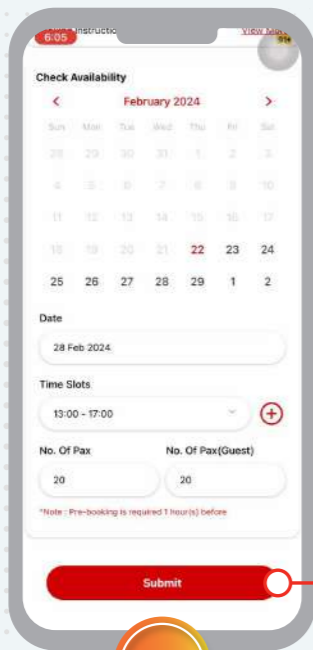 6:05
View More
Check Availability
< February 2024 >
Sun Mon Tue Wed Thu Fri Sat
28 29 30 31 1 2 3
4 5 6 7 8 9 10
11 12 13 14 15 16 17
18 19 20 21 22 23 24
25 26 27 28 29 1 2
Date
28 Feb 2024
Time Slots
13:00 - 17:00
No. Of Pax No. Of Pax(Guest)
20 20
*Note : Pre-booking is required 1 hour(s) before
Submit